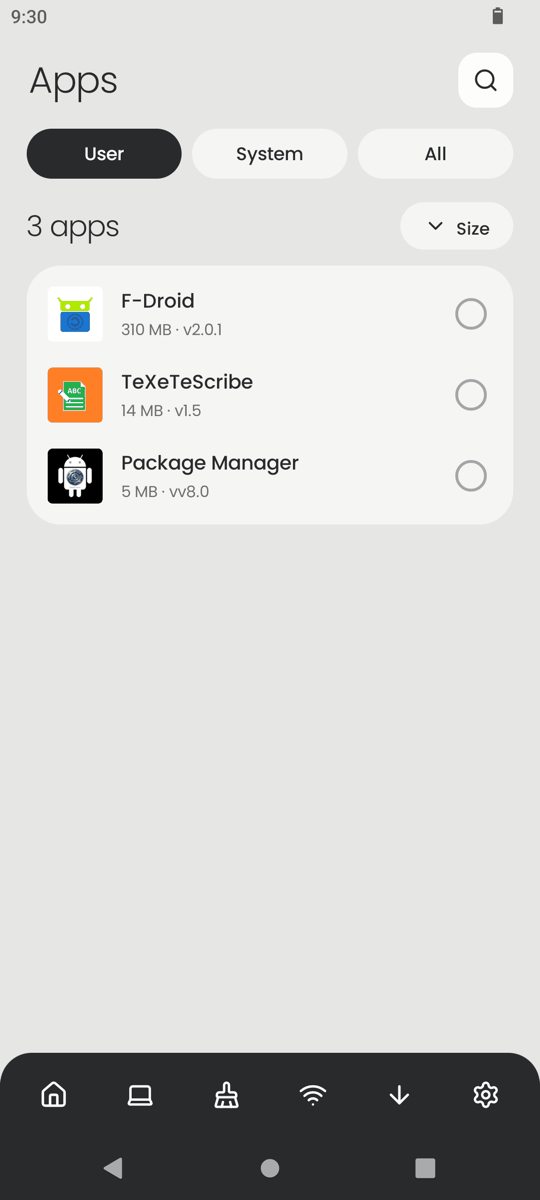 9:30
Apps
User
System
All
3 apps
Size
F-Droid
310 MB · v2.0.1
ABC
TeXeTeScribe
14 MB · v1.5
Package Manager
5 MB · vv8.0